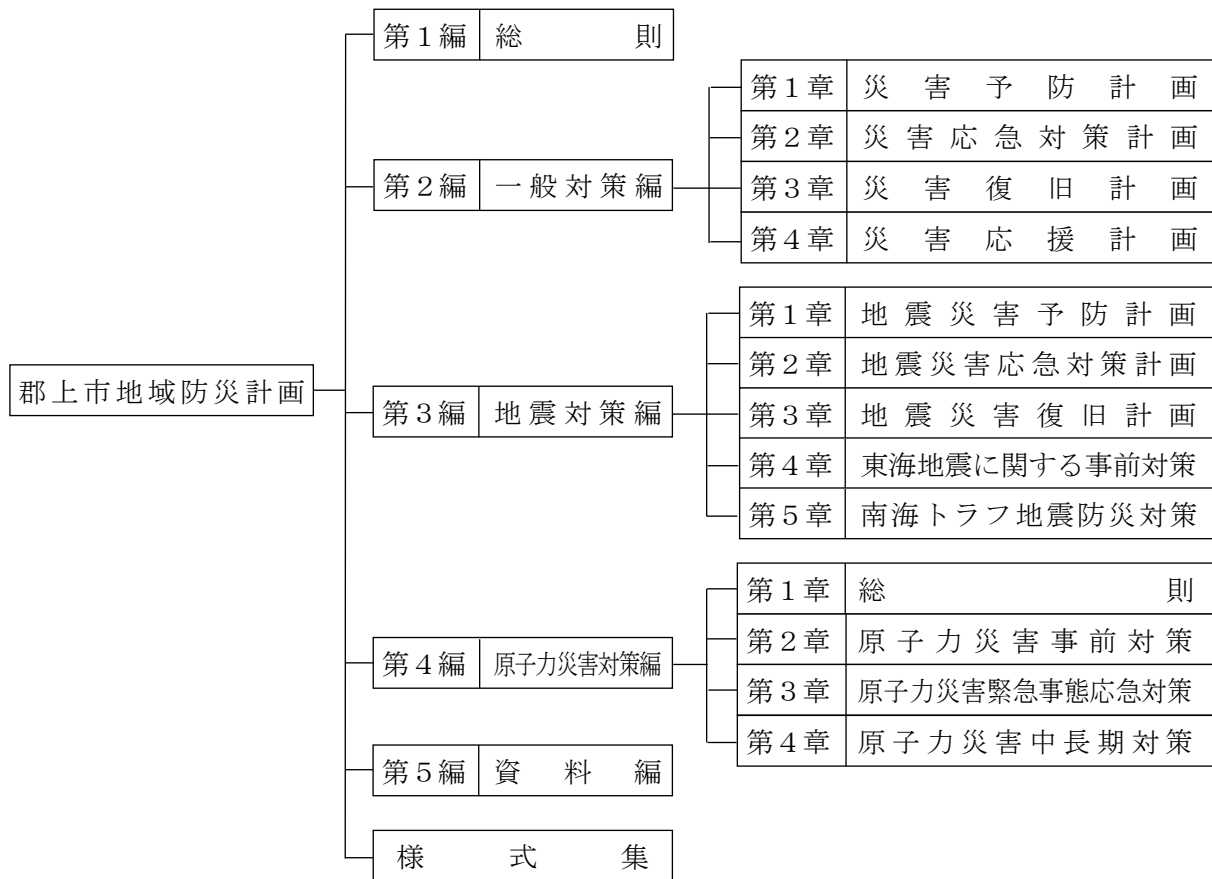 郡上市地域防災計画
第1編 総則
第2編 一般対策編
第1章 災害予防計画
第2章 災害応急対策計画
第3章 災害復旧計画
第4章 災害応援計画
第3編 地震対策編
第1章 地震災害予防計画
第2章 地震災害応急対策計画
第3章 地震災害復旧計画
第4章 東海地震に関する事前対策
第5章 南海トラフ地震防災対策
第4編 原子力災害対策編
第1章 総則
第2章 原子力災害事前対策
第3章 原子力災害緊急事態応急対策
第4章 原子力災害中長期対策
第5編 資料編
様式集